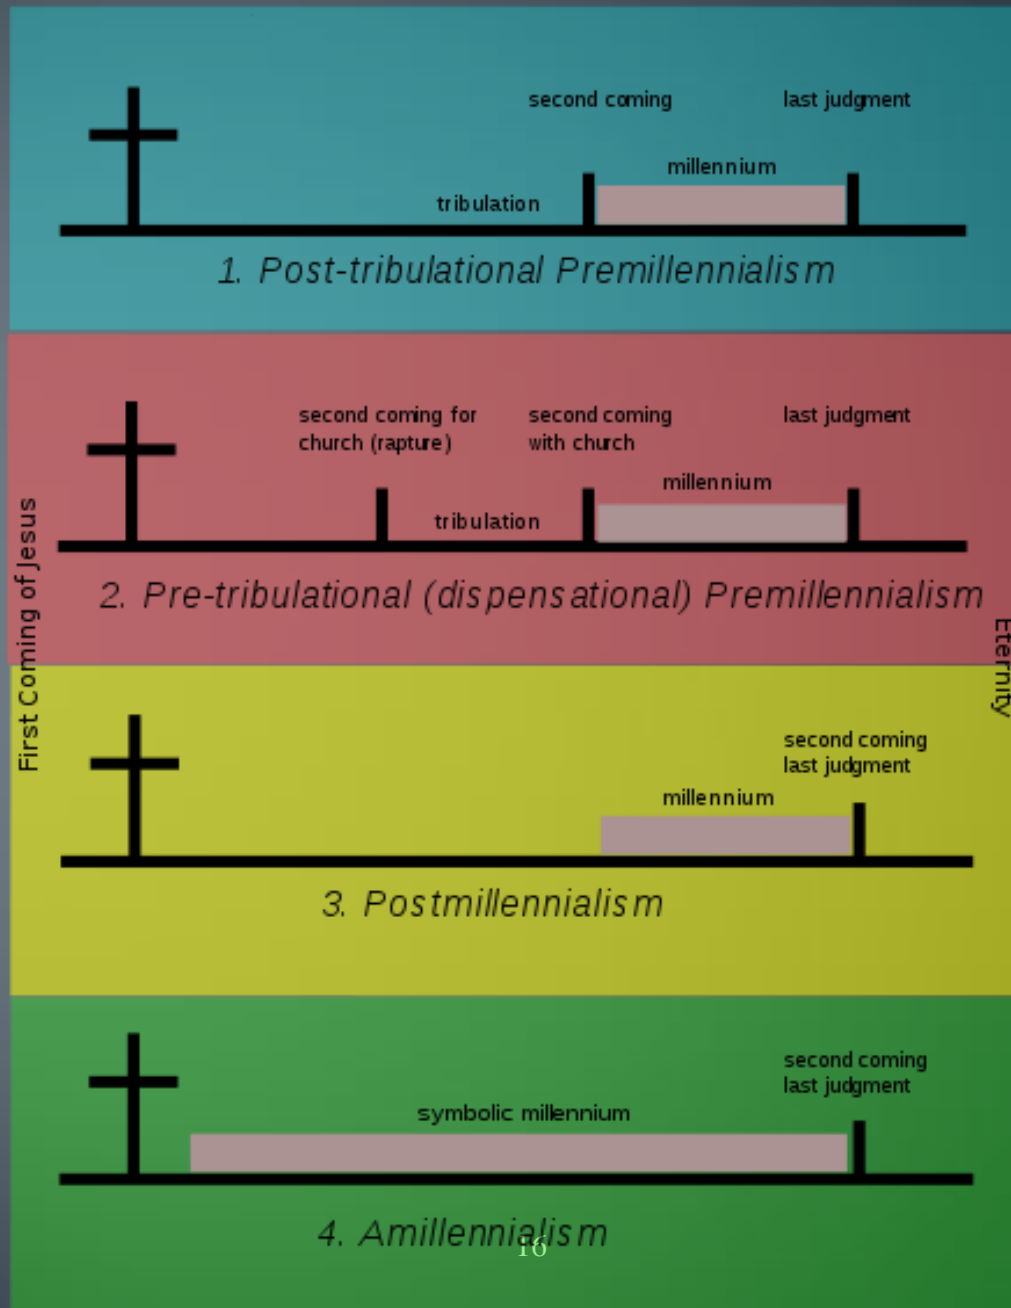 second coming
last judgment
millennium
tribulation
1. Post-tribulational Premillennialism
second coming for
church (rapture)
second coming
with church
last judgment
millennium
tribulation
2. Pre-tribulational (dispensational) Premillennialism
First Coming of Jesus
Eternity
second coming
last judgment
millennium
3. Postmillennialism
second coming
last judgment
symbolic millennium
4. Amillennialism
16